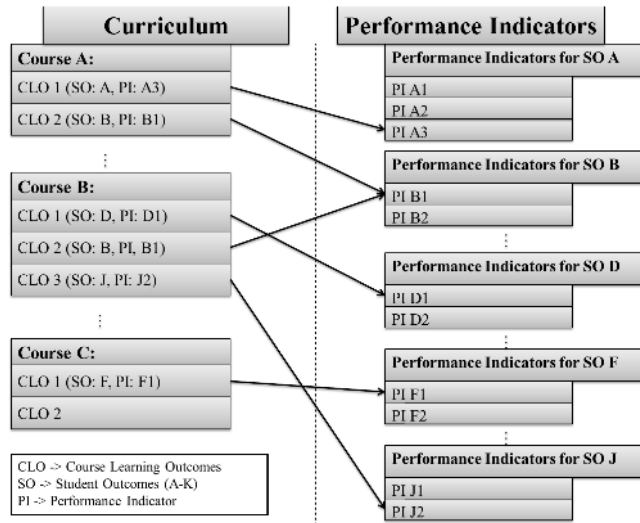 Curriculum
Course A:
CLO 1 (SO: A, PI: A3)
CLO 2 (SO: B, PI: B1)
Course B:
CLO 1 (SO: D, PI: D1)
CLO 2 (SO: B, PI, B1)
CLO 3 (SO: J, PI: J2)
Course C:
CLO 1 (SO: F, PI: F1)
CLO 2
CLO -> Course Learning Outcomes
SO -> Student Outcomes (A-K)
PI -> Performance Indicator
Performance Indicators
Performance Indicators for SO A
PI A1
PI A2
PI A3
Performance Indicators for SO B
PI B1
PI B2
Performance Indicators for SO D
PI D1
PI D2
Performance Indicators for SO F
PI F1
PI F2
Performance Indicators for SO J
PI J1
PI J2